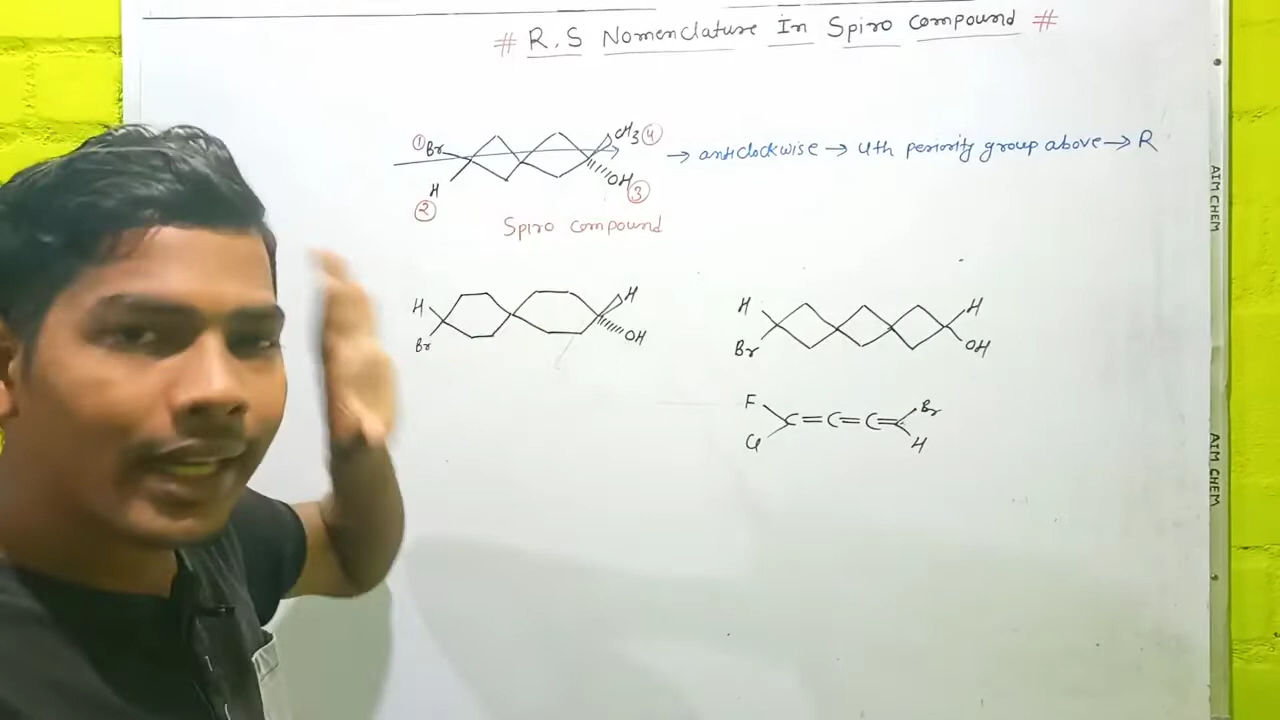 # R.S Nomenclature In Spiro compound #
① Br CH3 ④
H OH
② ③
→ anticlockwise → 4th periority group above → R
Spiro compound
H H
Br OH
H H
Br OH
F Br
C=C=C=C
Cl H
AIM CHEM
AIM CHEM